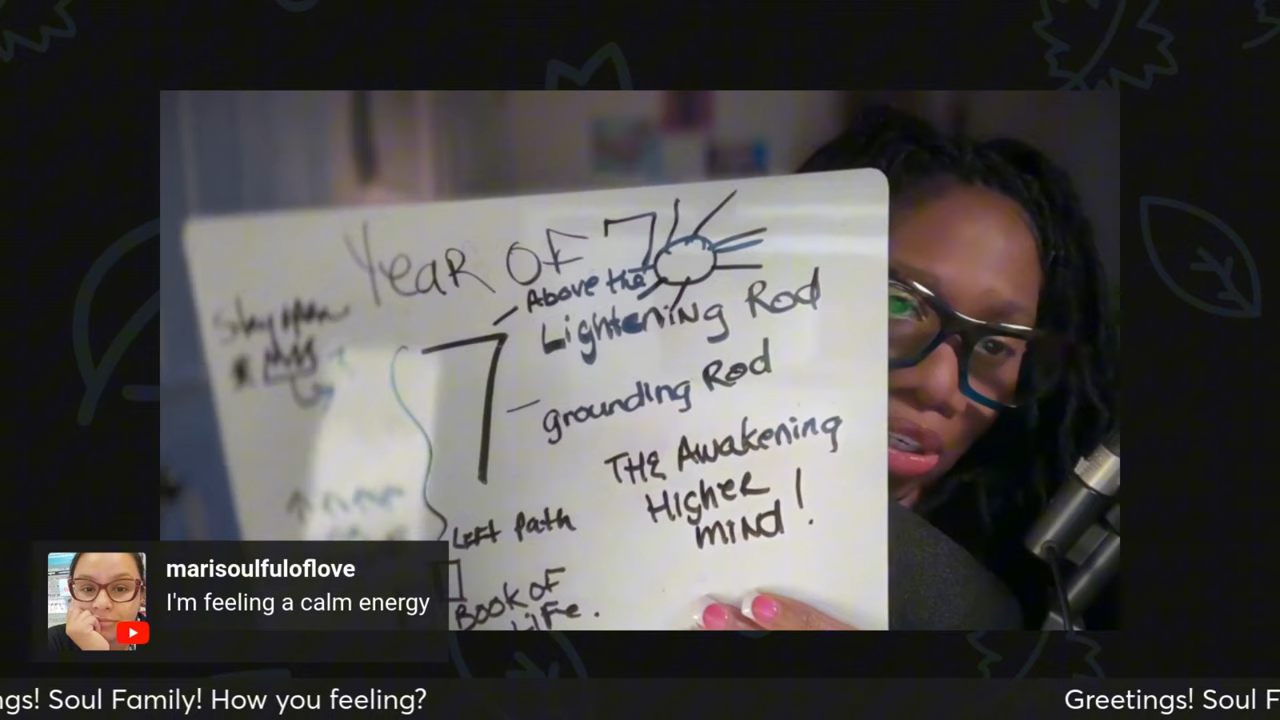 YeaR OF 7
Above the
Lightening Rod
7
grounding Rod
THE Awakening
Higher
mind!
Left Path
Book of
Life.
marisoulfuloflove
I'm feeling a calm energy
ngs! Soul Family! How you feeling?
Greetings! Soul F